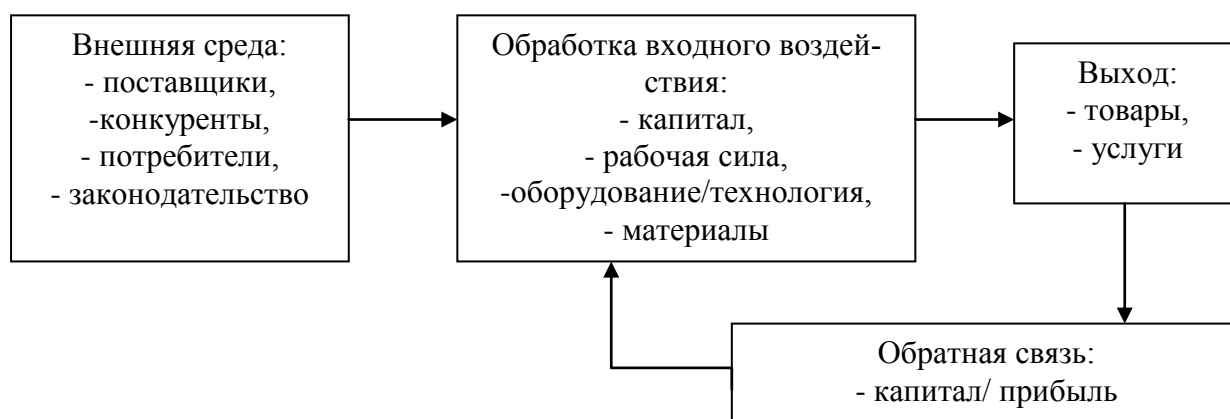 Внешняя среда:
- поставщики,
-конкуренты,
- потребители,
- законодательство
Обработка входного воздей-
ствия:
- капитал,
- рабочая сила,
-оборудование/технология,
- материалы
Выход:
- товары,
- услуги
Обратная связь:
- капитал/ прибыль